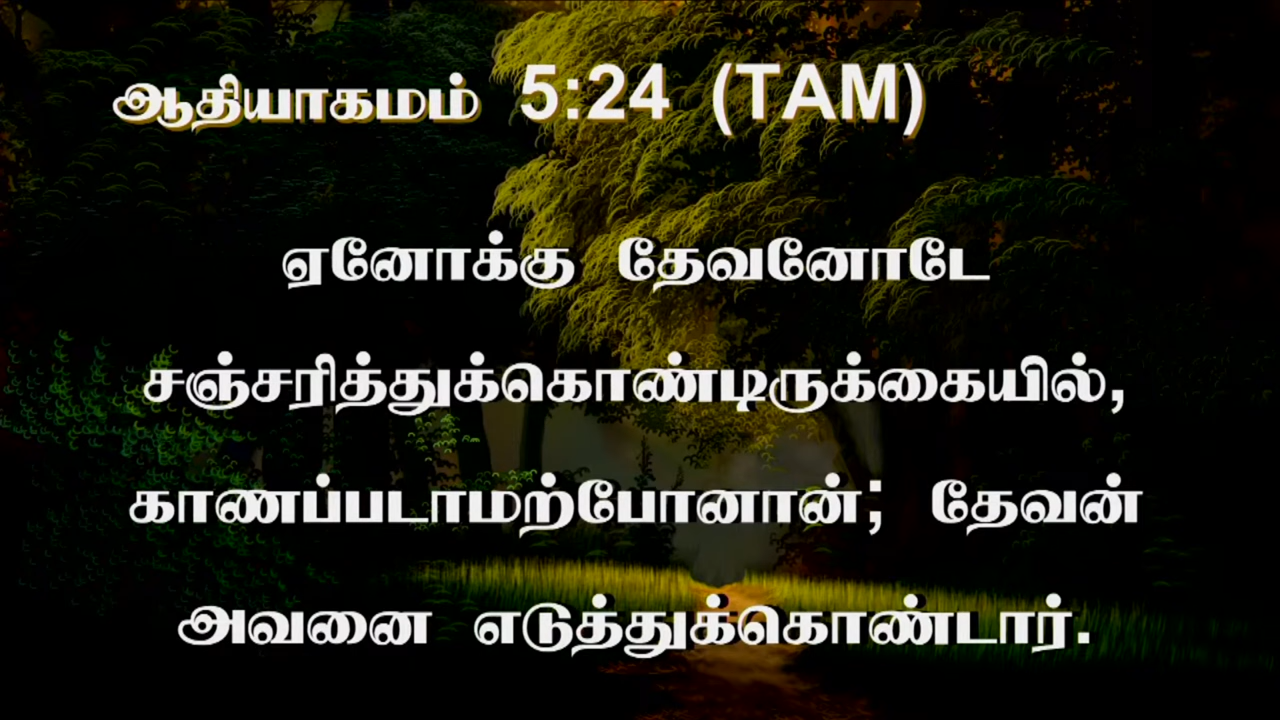 ஆதியாகமம் 5:24 (TAM)
ஏனோக்கு தேவனோடே
சஞ்சரித்துக்கொண்டிருக்கையில்,
காணப்படாமற்போனான்; தேவன்
அவனை எடுத்துக்கொண்டார்.